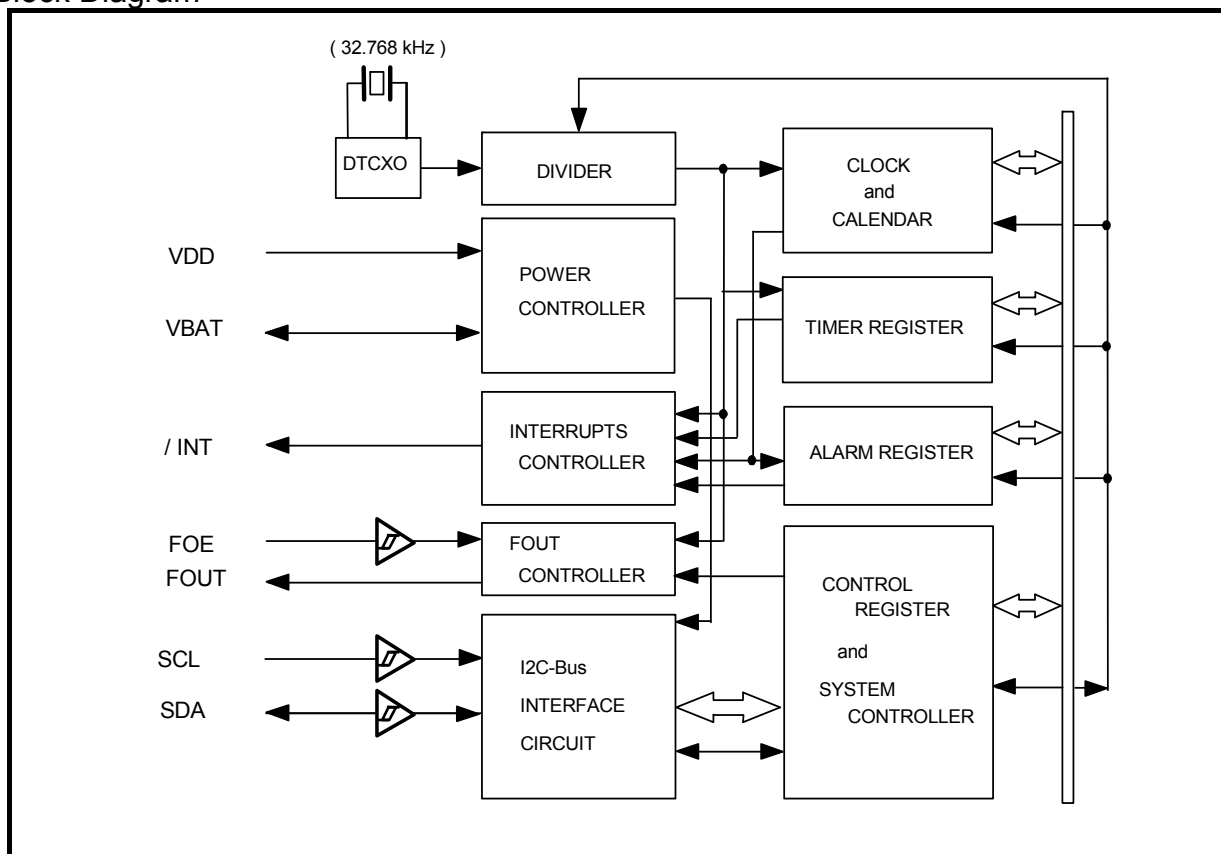 Block Diagram
( 32.768 kHz )
DTCXO
DIVIDER
CLOCK
and
CALENDAR
VDD
VBAT
POWER
CONTROLLER
TIMER REGISTER
/ INT
INTERRUPTS
CONTROLLER
ALARM REGISTER
FOE
FOUT
FOUT
CONTROLLER
CONTROL
REGISTER
and
SYSTEM
CONTROLLER
SCL
SDA
I2C-Bus
INTERFACE
CIRCUIT